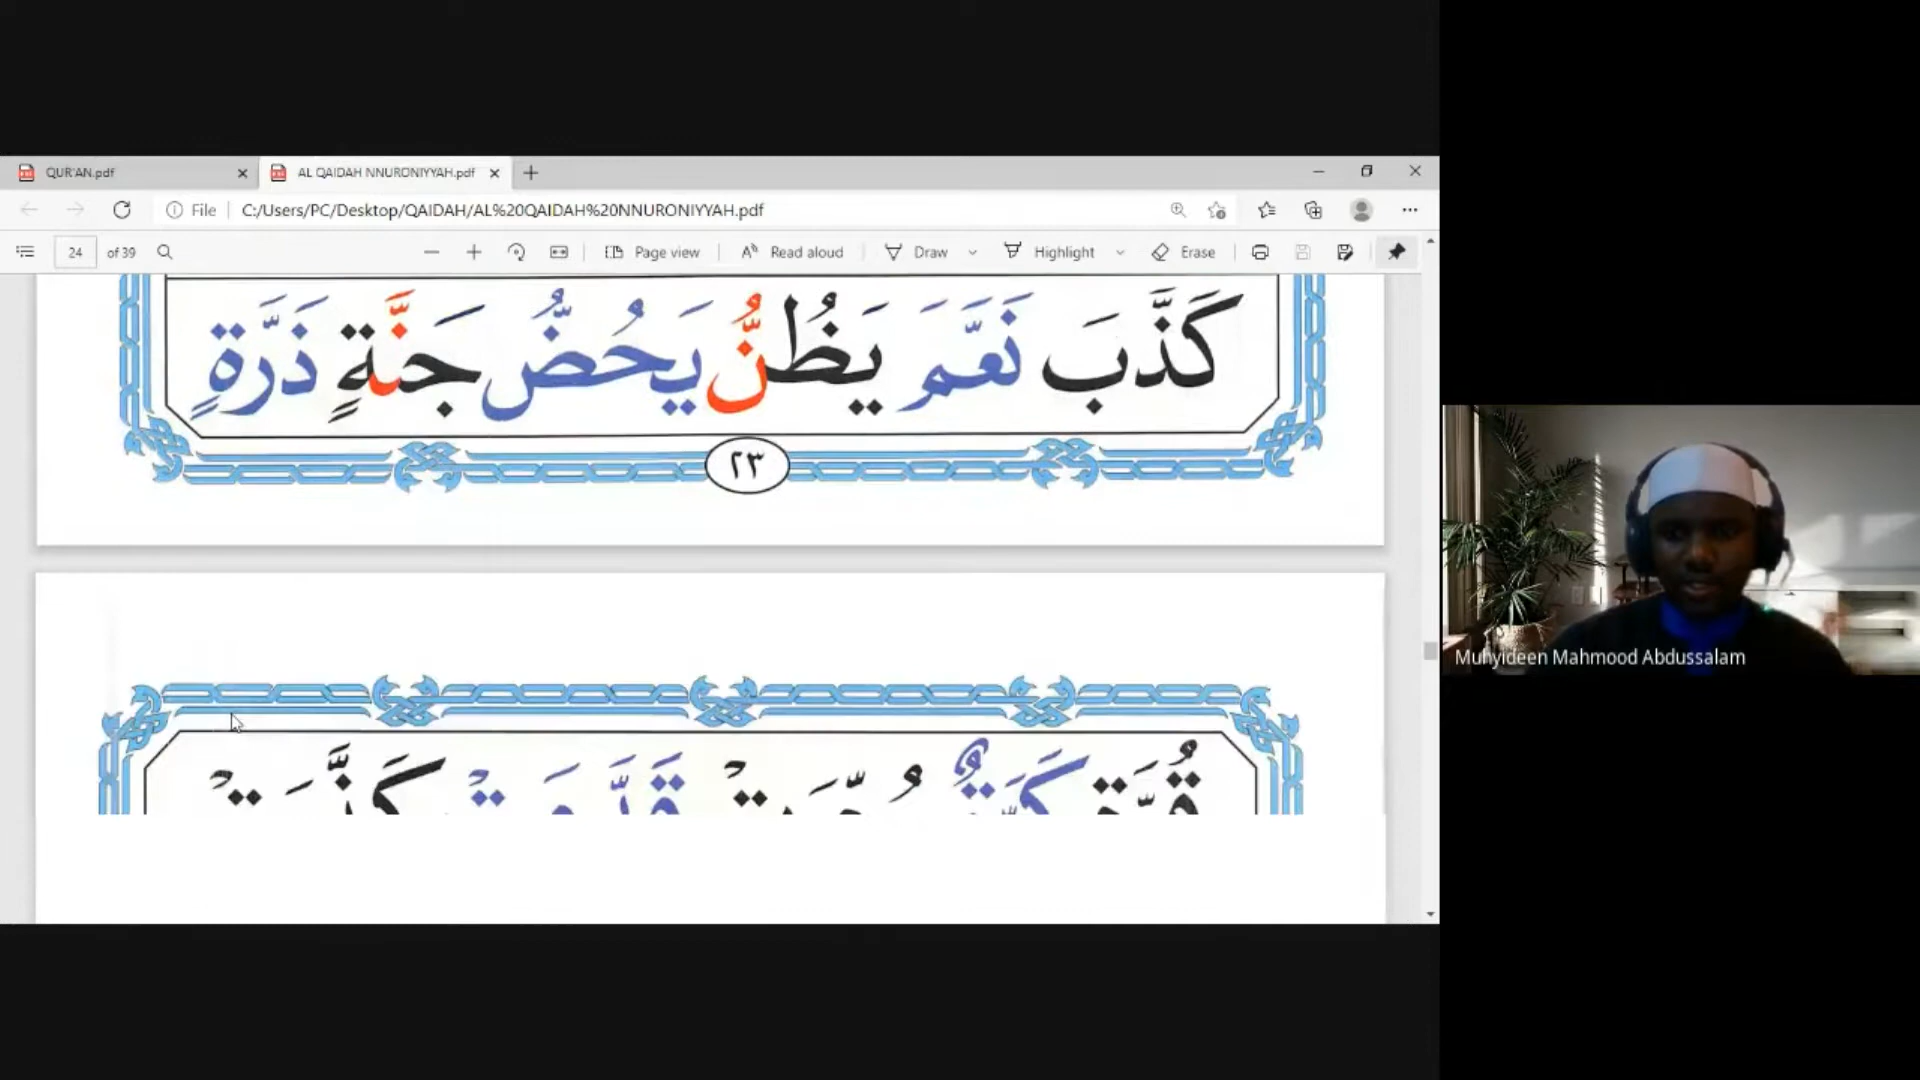 QUR'AN.pdf
AL QAIDAH NNURONIYYAH.pdf
File
C:/Users/PC/Desktop/QAIDAH/AL%20QAIDAH%20NNURONIYYAH.pdf
24 of 39
Page view
Read aloud
Draw
Highlight
Erase
كَذَّبَ نَعَّمَ يَظُنُّ يَحُضُّ جَنَّةٍ ذَرَّةٍ
٢٣
Muhyideen Mahmood Abdussalam